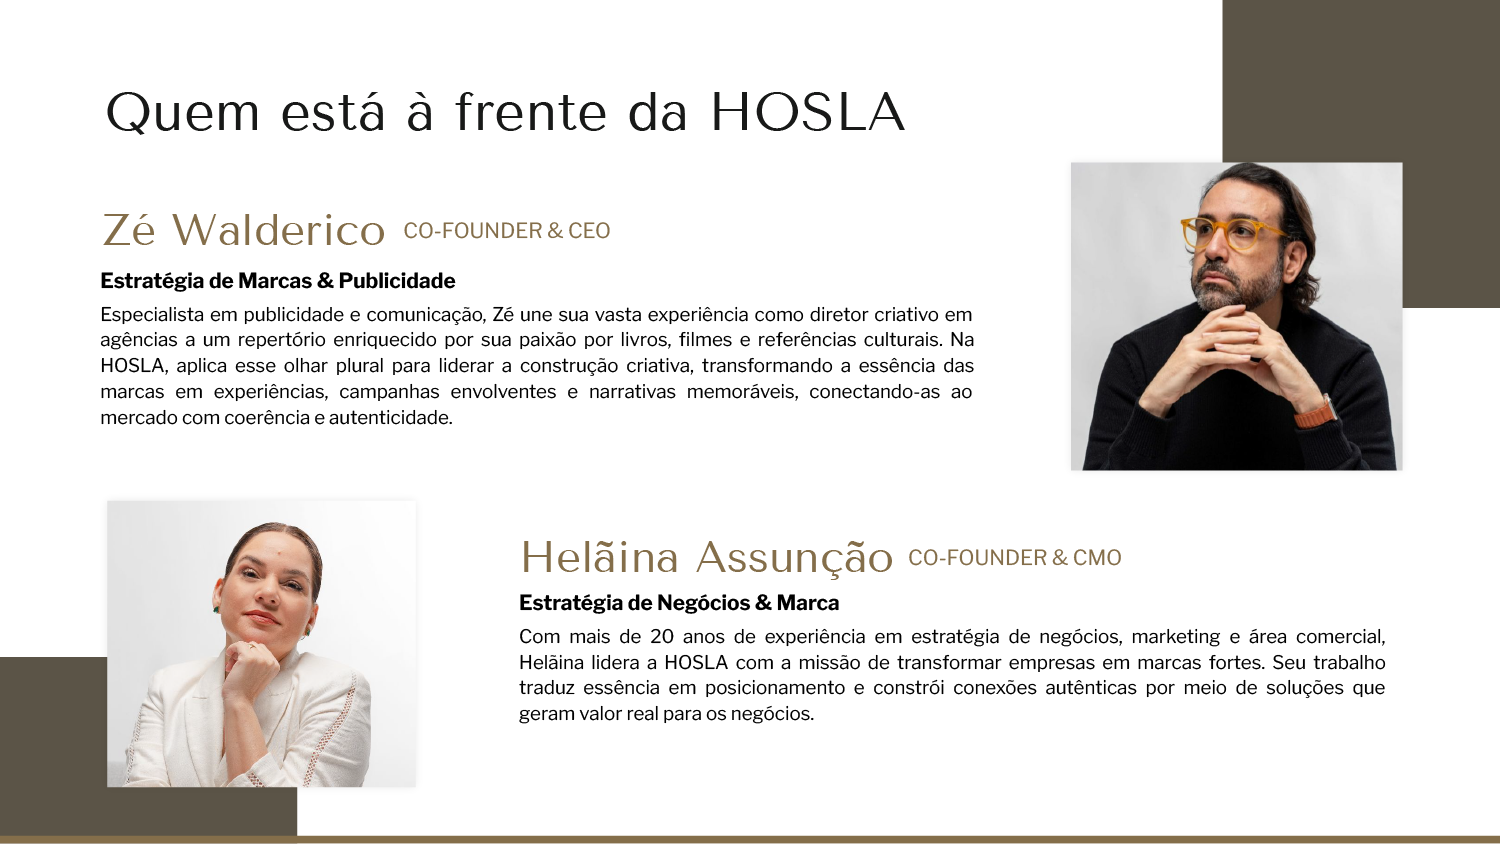 Quem está à frente da HOSLA
Zé Walderico CO-FOUNDER & CEO
Estratégia de Marcas & Publicidade
Especialista em publicidade e comunicação, Zé une sua vasta experiência como diretor criativo em
agências a um repertório enriquecido por sua paixão por livros, filmes e referências culturais. Na
HOSLA, aplica esse olhar plural para liderar a construção criativa, transformando a essência das
marcas em experiências, campanhas envolventes e narrativas memoráveis, conectando-as ao
mercado com coerência e autenticidade.
Helãina Assunção CO-FOUNDER & CMO
Estratégia de Negócios & Marca
Com mais de 20 anos de experiência em estratégia de negócios, marketing e área comercial,
Helãina lidera a HOSLA com a missão de transformar empresas em marcas fortes. Seu trabalho
traduz essência em posicionamento e constrói conexões autênticas por meio de soluções que
geram valor real para os negócios.